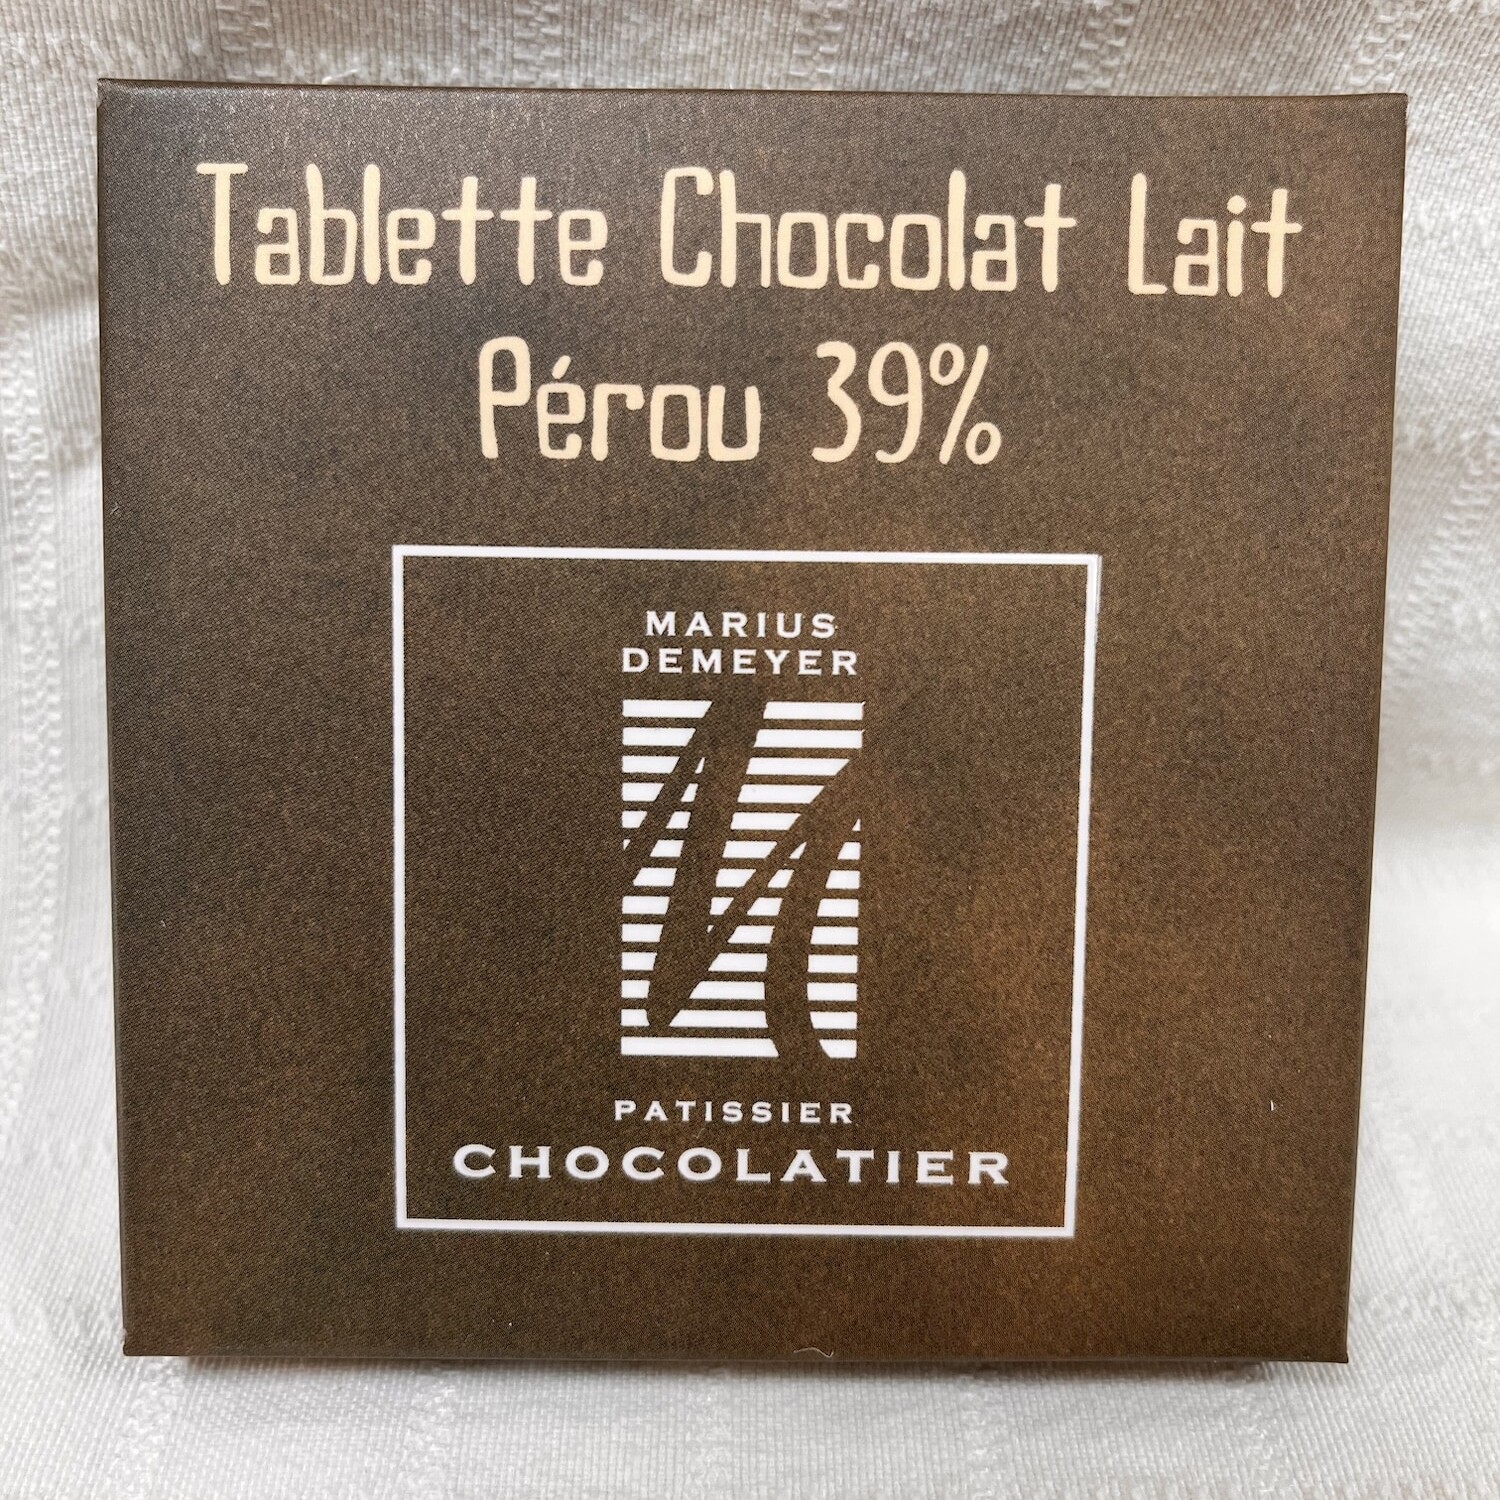 Tablette Chocolat Lait
Pérou 39%
MARIUS
DEMEYER
PATISSIER
CHOCOLATIER